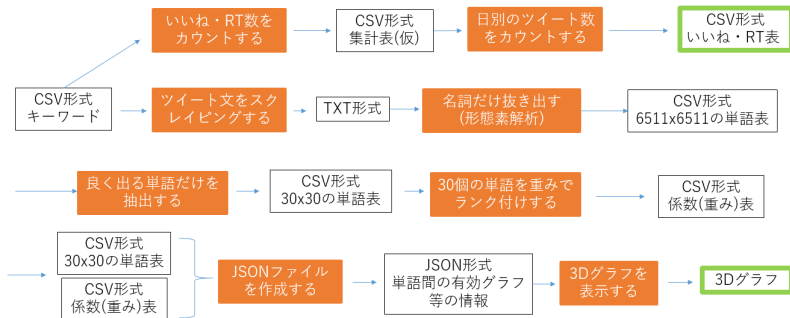 いいね・RT数を
カウントする
CSV形式
集計表(仮)
日別のツイート数
をカウントする
CSV形式
いいね・RT表
CSV形式
キーワード
ツイート文をスク
レイピングする
TXT形式
名詞だけ抜き出す
(形態素解析)
CSV形式
6511x6511の単語表
良く出る単語だけを
抽出する
CSV形式
30x30の単語表
30個の単語を重みで
ランク付けする
CSV形式
係数(重み)表
CSV形式
30x30の単語表
CSV形式
係数(重み)表
JSONファイル
を作成する
JSON形式
単語間の有効グラフ
等の情報
3Dグラフを
表示する
3Dグラフ